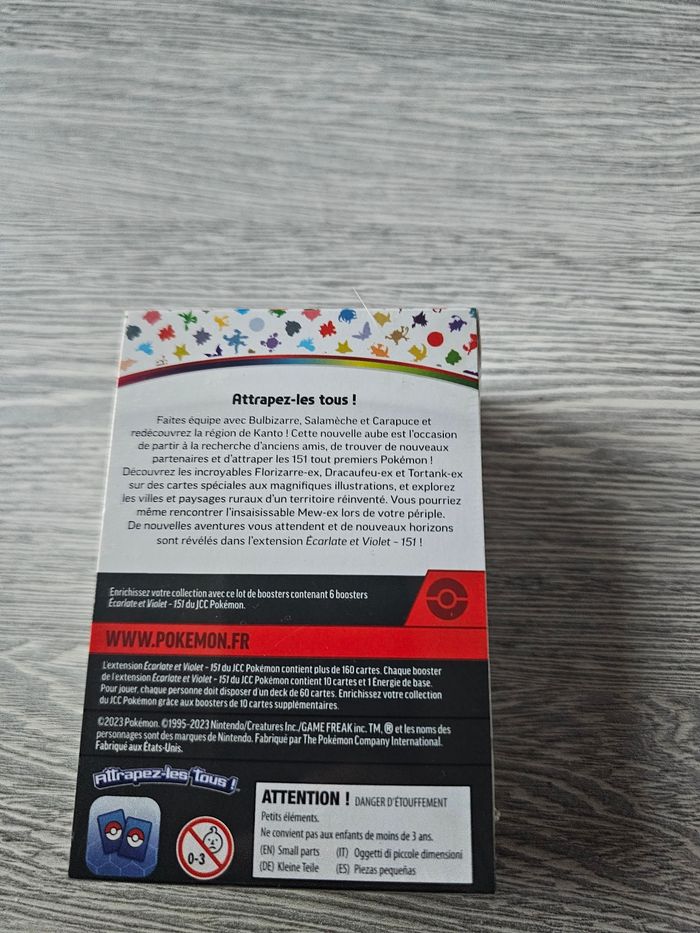 Attrapez-les tous !
Faites équipe avec Bulbizarre, Salamèche et Carapuce et
redécouvrez la région de Kanto ! Cette nouvelle aube est l'occasion
de partir à la recherche d'anciens amis, de trouver de nouveaux
partenaires et d'attraper les 151 tout premiers Pokémon !
Découvrez les incroyables Florizarre-ex, Dracaufeu-ex et Tortank-ex
sur des cartes spéciales aux magnifiques illustrations, et explorez
les villes et paysages ruraux d'un territoire réinventé. Vous pourriez
même rencontrer l'insaisissable Mew-ex lors de votre périple.
De nouvelles aventures vous attendent et de nouveaux horizons
sont révélés dans l'extension Écarlate et Violet – 151 !
Enrichissez votre collection avec ce lot de boosters contenant 6 boosters
Écarlate et Violet – 151 du JCC Pokémon.
WWW.POKEMON.FR
L'extension Écarlate et Violet – 151 du JCC Pokémon contient plus de 160 cartes. Chaque booster
de l'extension Écarlate et Violet – 151 du JCC Pokémon contient 10 cartes et 1 Énergie de base.
Pour jouer, chaque personne doit disposer d'un deck de 60 cartes. Enrichissez votre collection
du JCC Pokémon grâce aux boosters de 10 cartes supplémentaires.
©2023 Pokémon. ©1995-2023 Nintendo/Creatures Inc./GAME FREAK inc. TM, ® et les noms des
personnages sont des marques de Nintendo. Fabriqué par The Pokémon Company International.
Fabriqué aux États-Unis.
Attrapez-les tous !
0-3
ATTENTION ! DANGER D'ÉTOUFFEMENT
Petits éléments.
Ne convient pas aux enfants de moins de 3 ans.
(EN) Small parts (IT) Oggetti di piccole dimensioni
(DE) Kleine Teile (ES) Piezas pequeñas